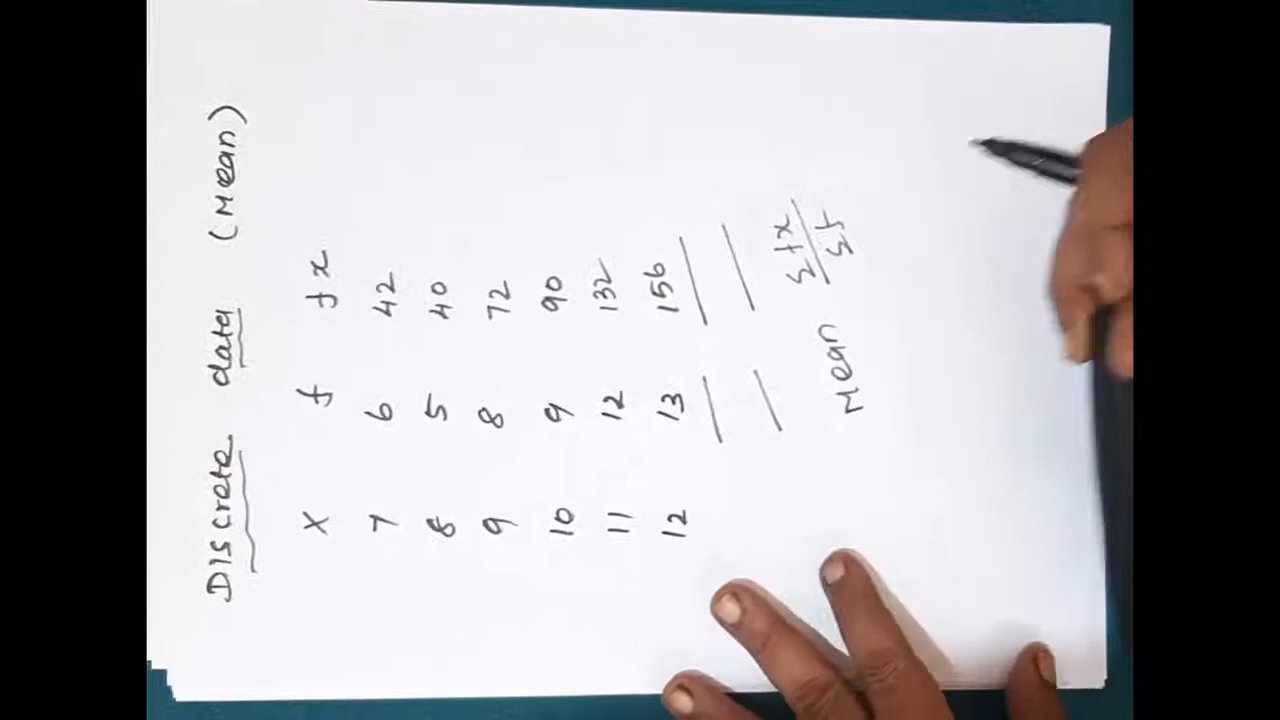 Discrete data (Mean)
X f fx
7 6 42
8 5 40
9 8 72
10 9 90
11 12 132
12 13 156
Mean Σfx
Σf